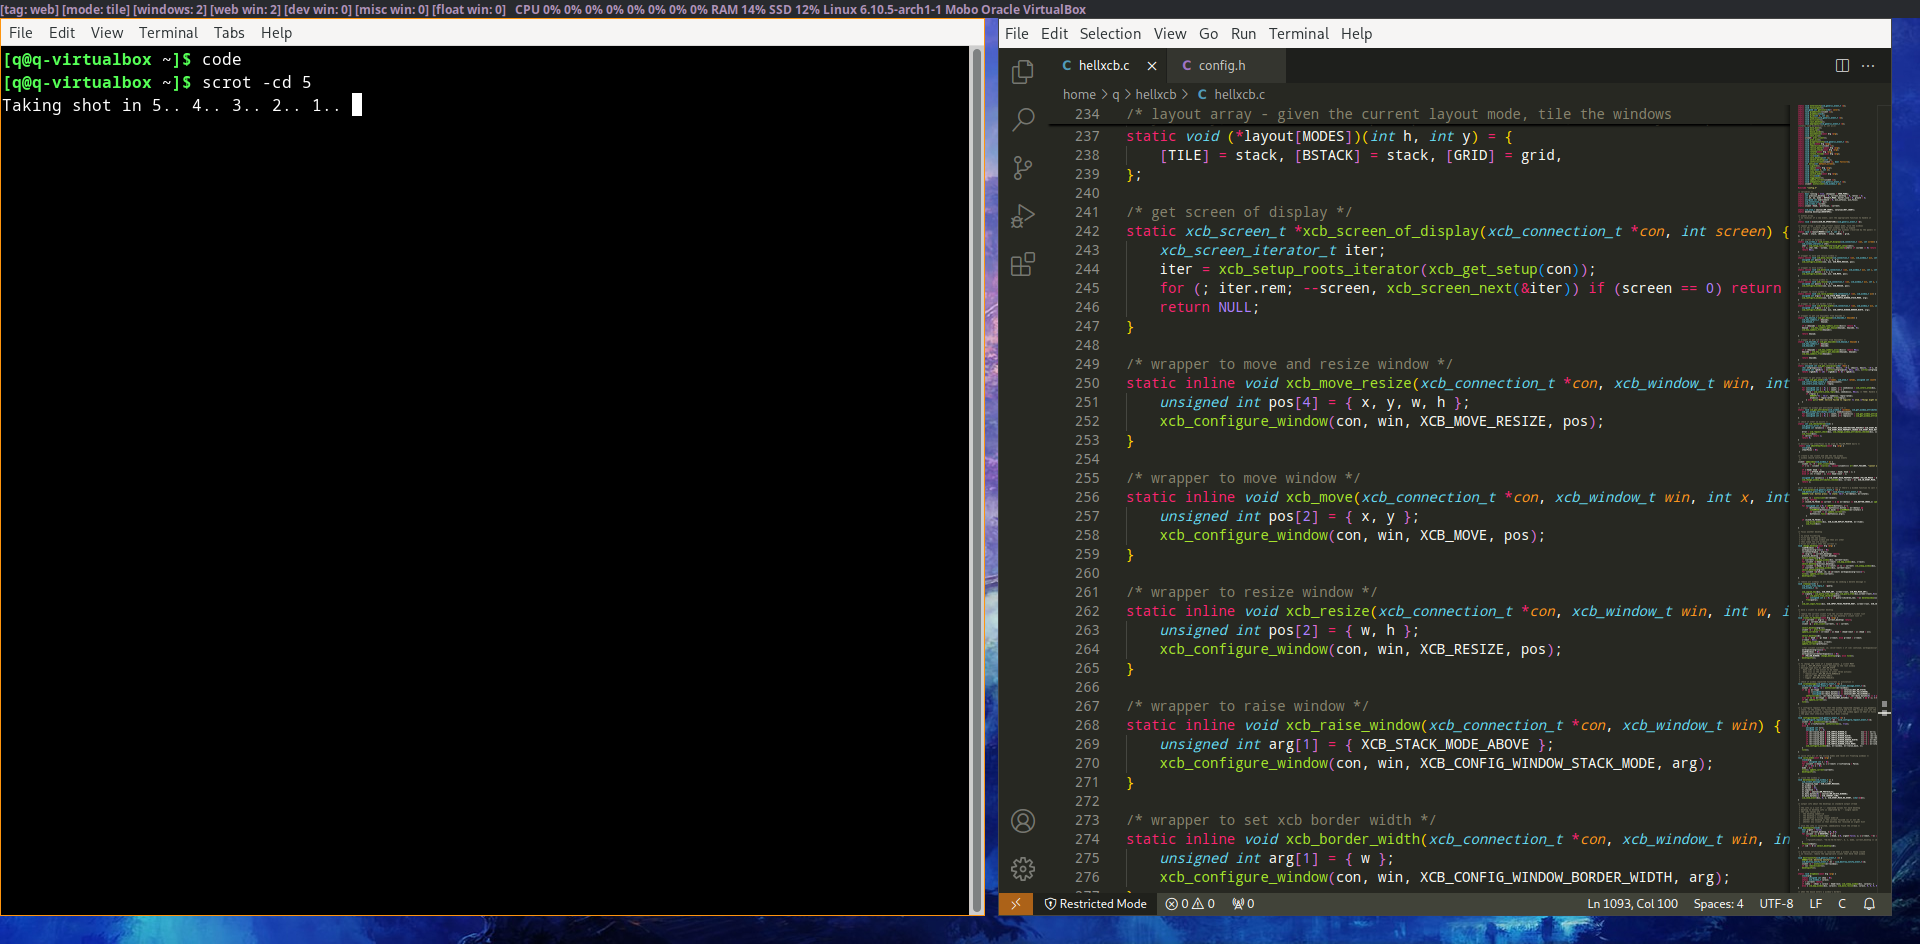 [tag: web] [mode: tile] [windows: 2] [web win: 2] [dev win: 0] [misc win: 0] [float win: 0]   CPU 0% 0% 0% 0% 0% 0% 0% 0% RAM 14% SSD 12% Linux 6.10.5-arch1-1 Mobo Oracle VirtualBox
File Edit View Terminal Tabs Help
[q@q-virtualbox ~]$ code
[q@q-virtualbox ~]$ scrot -cd 5
Taking shot in 5.. 4.. 3.. 2.. 1..
File Edit Selection View Go Run Terminal Help
C hellxcb.c × C config.h
home > q > hellxcb > C hellxcb.c
234 /* layout array - given the current layout mode, tile the windows
237 static void (*layout[MODES])(int h, int y) = {
238     [TILE] = stack, [BSTACK] = stack, [GRID] = grid,
239 };
240
241 /* get screen of display */
242 static xcb_screen_t *xcb_screen_of_display(xcb_connection_t *con, int screen) {
243     xcb_screen_iterator_t iter;
244     iter = xcb_setup_roots_iterator(xcb_get_setup(con));
245     for (; iter.rem; --screen, xcb_screen_next(&iter)) if (screen == 0) return
246     return NULL;
247 }
248
249 /* wrapper to move and resize window */
250 static inline void xcb_move_resize(xcb_connection_t *con, xcb_window_t win, int
251     unsigned int pos[4] = { x, y, w, h };
252     xcb_configure_window(con, win, XCB_MOVE_RESIZE, pos);
253 }
254
255 /* wrapper to move window */
256 static inline void xcb_move(xcb_connection_t *con, xcb_window_t win, int x, int
257     unsigned int pos[2] = { x, y };
258     xcb_configure_window(con, win, XCB_MOVE, pos);
259 }
260
261 /* wrapper to resize window */
262 static inline void xcb_resize(xcb_connection_t *con, xcb_window_t win, int w, i
263     unsigned int pos[2] = { w, h };
264     xcb_configure_window(con, win, XCB_RESIZE, pos);
265 }
266
267 /* wrapper to raise window */
268 static inline void xcb_raise_window(xcb_connection_t *con, xcb_window_t win) {
269     unsigned int arg[1] = { XCB_STACK_MODE_ABOVE };
270     xcb_configure_window(con, win, XCB_CONFIG_WINDOW_STACK_MODE, arg);
271 }
272
273 /* wrapper to set xcb border width */
274 static inline void xcb_border_width(xcb_connection_t *con, xcb_window_t win, in
275     unsigned int arg[1] = { w };
276     xcb_configure_window(con, win, XCB_CONFIG_WINDOW_BORDER_WIDTH, arg);
Restricted Mode 0 0 0 Ln 1093, Col 100 Spaces: 4 UTF-8 LF C